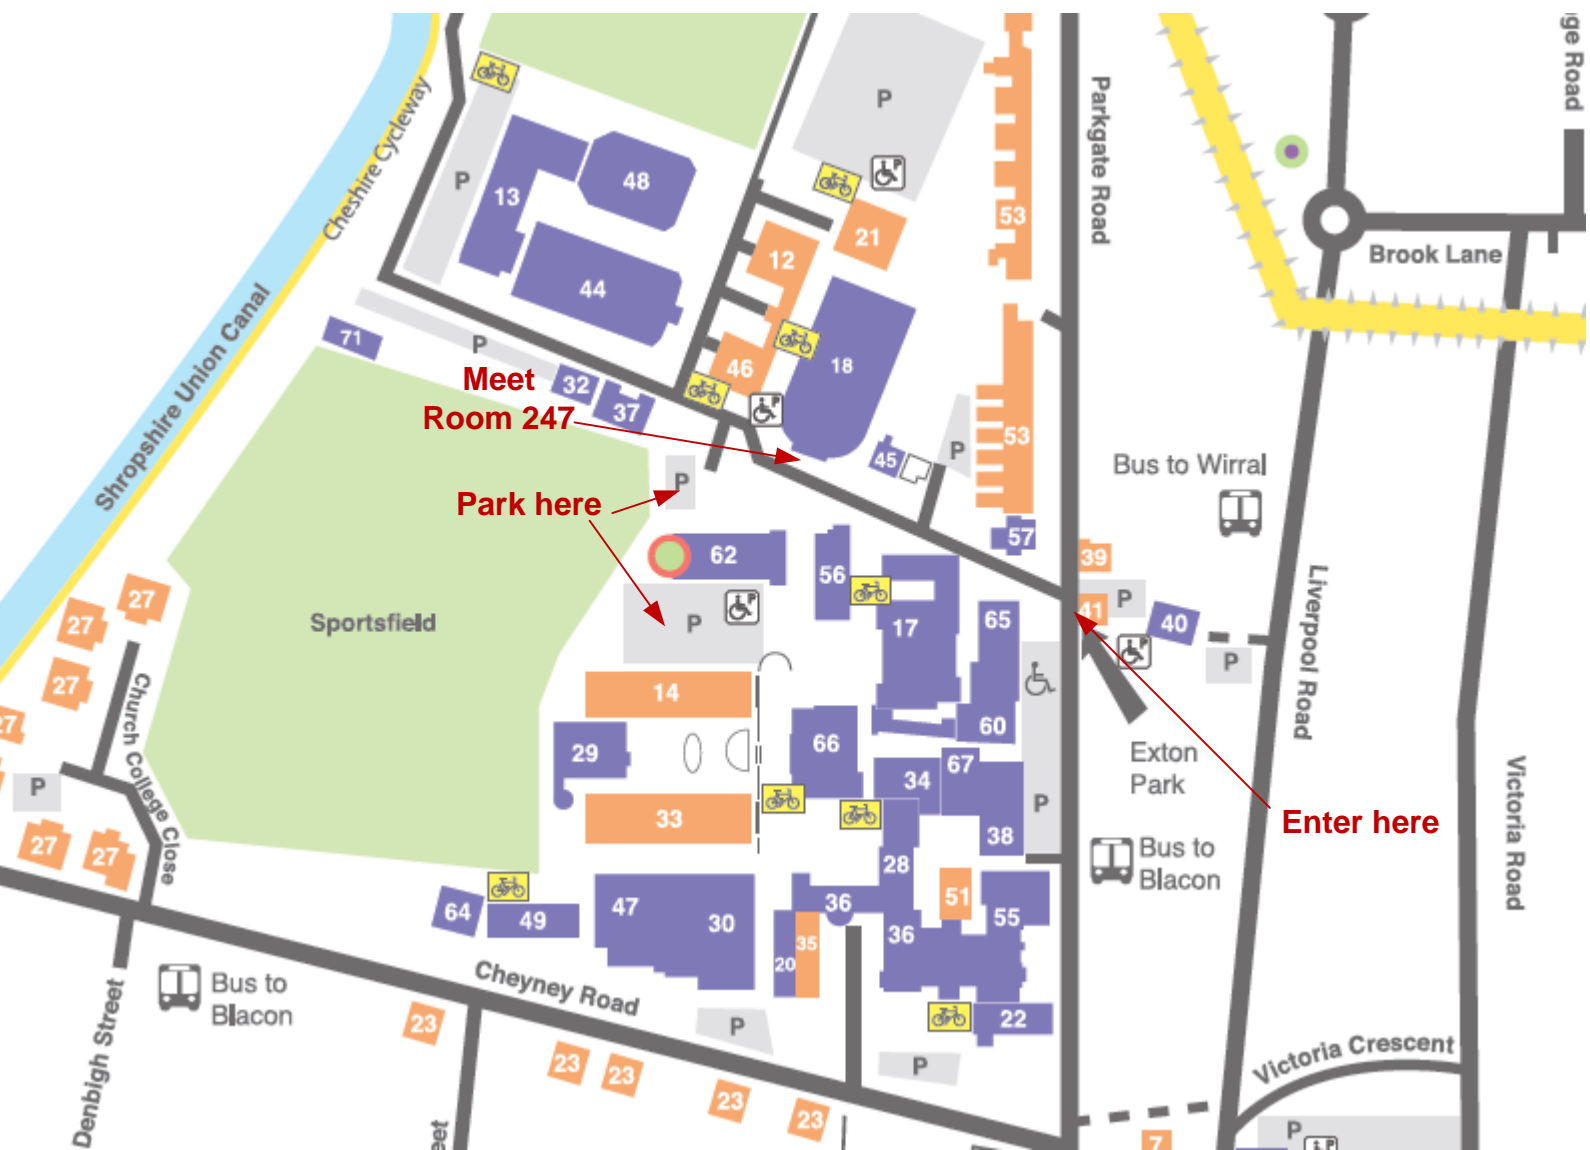 ge Road
Parkgate Road
P
Cheshire Cycleway
P
48
13
53
21
12
Brook Lane
44
P
71
P
46
18
Meet
32
Room 247
37
53
P
45
Bus to Wirral
Shropshire Union Canal
P
Park here
57
62
39
56
P
27
41
P
17
65
40
27
Sportsfield
P
P
Liverpool Road
27
14
Church College Close
27
60
66
29
Exton
Park
67
34
P
P
33
38
Enter here
Victoria Road
27
27
28
Bus to
Blacon
51
47
36
64
49
30
55
35
36
20
Cheyney Road
Bus to
Blacon
Denbigh Street
23
P
22
Victoria Crescent
23
23
P
23
23
eet
P
P
7